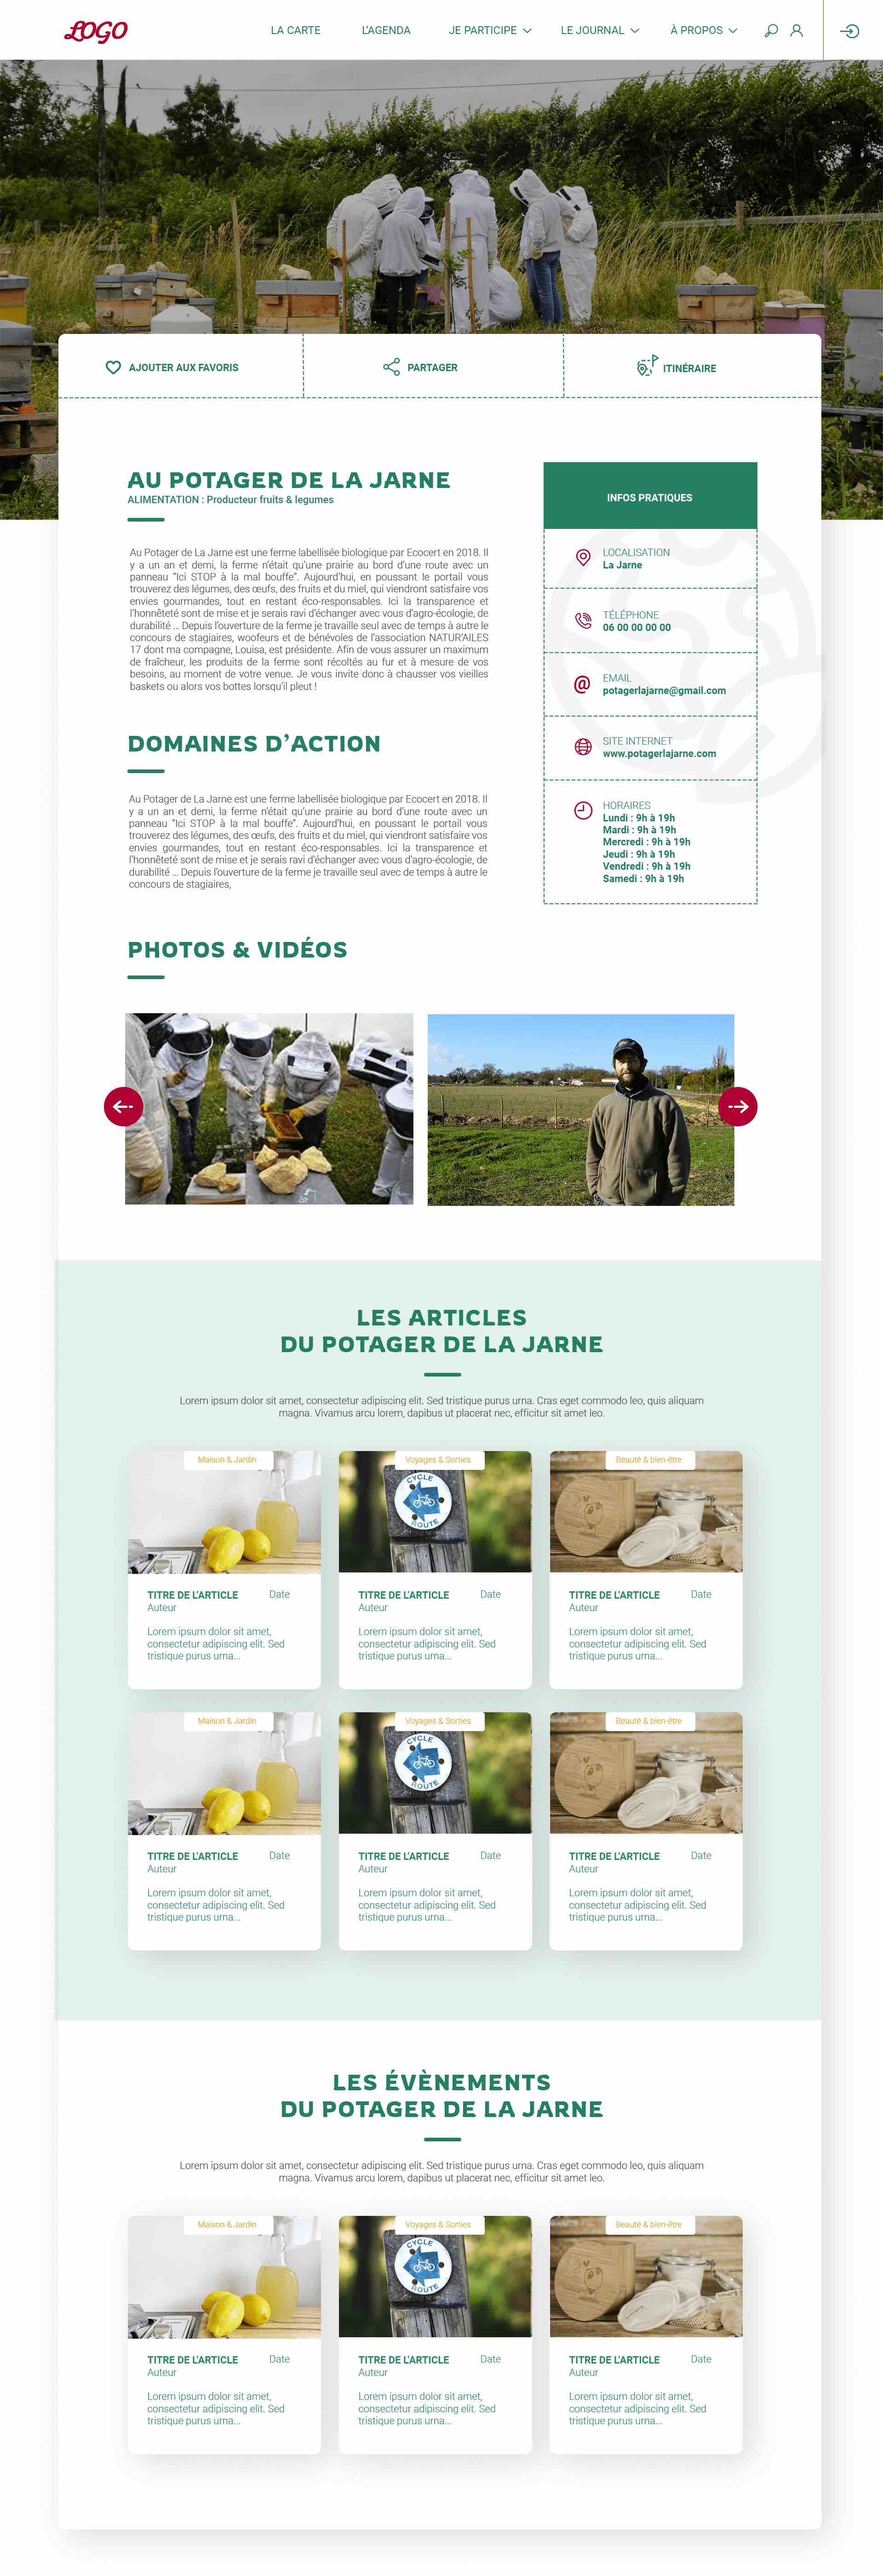 LOGO
LA CARTE
L'AGENDA
JE PARTICIPE
LE JOURNAL
À PROPOS
AJOUTER AUX FAVORIS
PARTAGER
ITINÉRAIRE
AU POTAGER DE LA JARNE
ALIMENTATION : Producteur fruits & legumes
Au Potager de La Jarne est une ferme labellisée biologique par Ecocert en 2018. Il
y a un an et demi, la ferme n'était qu'une prairie au bord d'une route avec un
panneau "Ici STOP à la mal bouffe". Aujourd'hui, en poussant le portail vous
trouverez des légumes, des œufs, des fruits et du miel, qui viendront satisfaire vos
envies gourmandes, tout en restant éco-responsables. Ici la transparence et
l'honnêteté sont de mise et je serais ravi d'échanger avec vous d'agro-écologie, de
durabilité ... Depuis l'ouverture de la ferme je travaille seul avec de temps à autre le
concours de stagiaires, woofeurs et de bénévoles de l'association NATUR'AILES
17 dont ma compagne, Louisa, est présidente. Afin de vous assurer un maximum
de fraîcheur, les produits de la ferme sont récoltés au fur et à mesure de vos
besoins, au moment de votre venue. Je vous invite donc à chausser vos vieilles
baskets ou alors vos bottes lorsqu'il pleut !
INFOS PRATIQUES
LOCALISATION
La Jarne
TÉLÉPHONE
06 00 00 00 00
EMAIL
potagerlajarne@gmail.com
SITE INTERNET
www.potagerlajarne.com
HORAIRES
Lundi : 9h à 19h
Mardi : 9h à 19h
Mercredi : 9h à 19h
Jeudi : 9h à 19h
Vendredi : 9h à 19h
Samedi : 9h à 19h
DOMAINES D'ACTION
Au Potager de La Jarne est une ferme labellisée biologique par Ecocert en 2018. Il
y a un an et demi, la ferme n'était qu'une prairie au bord d'une route avec un
panneau "Ici STOP à la mal bouffe". Aujourd'hui, en poussant le portail vous
trouverez des légumes, des œufs, des fruits et du miel, qui viendront satisfaire vos
envies gourmandes, tout en restant éco-responsables. Ici la transparence et
l'honnêteté sont de mise et je serais ravi d'échanger avec vous d'agro-écologie, de
durabilité ... Depuis l'ouverture de la ferme je travaille seul avec de temps à autre le
concours de stagiaires,
PHOTOS & VIDÉOS
LES ARTICLES
DU POTAGER DE LA JARNE
Lorem ipsum dolor sit amet, consectetur adipiscing elit. Sed tristique purus urna. Cras eget commodo leo, quis aliquam
magna. Vivamus arcu lorem, dapibus ut placerat nec, efficitur sit amet leo.
Maison & Jardin
TITRE DE L'ARTICLE
Date
Auteur
Lorem ipsum dolor sit amet,
consectetur adipiscing elit. Sed
tristique purus urna...
Voyages & Sorties
CYCLE
ROUTE
TITRE DE L'ARTICLE
Date
Auteur
Lorem ipsum dolor sit amet,
consectetur adipiscing elit. Sed
tristique purus urna...
Beauté & bien-être
TITRE DE L'ARTICLE
Date
Auteur
Lorem ipsum dolor sit amet,
consectetur adipiscing elit. Sed
tristique purus urna...
Maison & Jardin
TITRE DE L'ARTICLE
Date
Auteur
Lorem ipsum dolor sit amet,
consectetur adipiscing elit. Sed
tristique purus urna...
Voyages & Sorties
CYCLE
ROUTE
TITRE DE L'ARTICLE
Date
Auteur
Lorem ipsum dolor sit amet,
consectetur adipiscing elit. Sed
tristique purus urna...
Beauté & bien-être
TITRE DE L'ARTICLE
Date
Auteur
Lorem ipsum dolor sit amet,
consectetur adipiscing elit. Sed
tristique purus urna...
LES ÉVÈNEMENTS
DU POTAGER DE LA JARNE
Lorem ipsum dolor sit amet, consectetur adipiscing elit. Sed tristique purus urna. Cras eget commodo leo, quis aliquam
magna. Vivamus arcu lorem, dapibus ut placerat nec, efficitur sit amet leo.
Maison & Jardin
TITRE DE L'ARTICLE
Date
Auteur
Lorem ipsum dolor sit amet,
consectetur adipiscing elit. Sed
tristique purus urna...
Voyages & Sorties
CYCLE
ROUTE
TITRE DE L'ARTICLE
Date
Auteur
Lorem ipsum dolor sit amet,
consectetur adipiscing elit. Sed
tristique purus urna...
Beauté & bien-être
TITRE DE L'ARTICLE
Date
Auteur
Lorem ipsum dolor sit amet,
consectetur adipiscing elit. Sed
tristique purus urna...